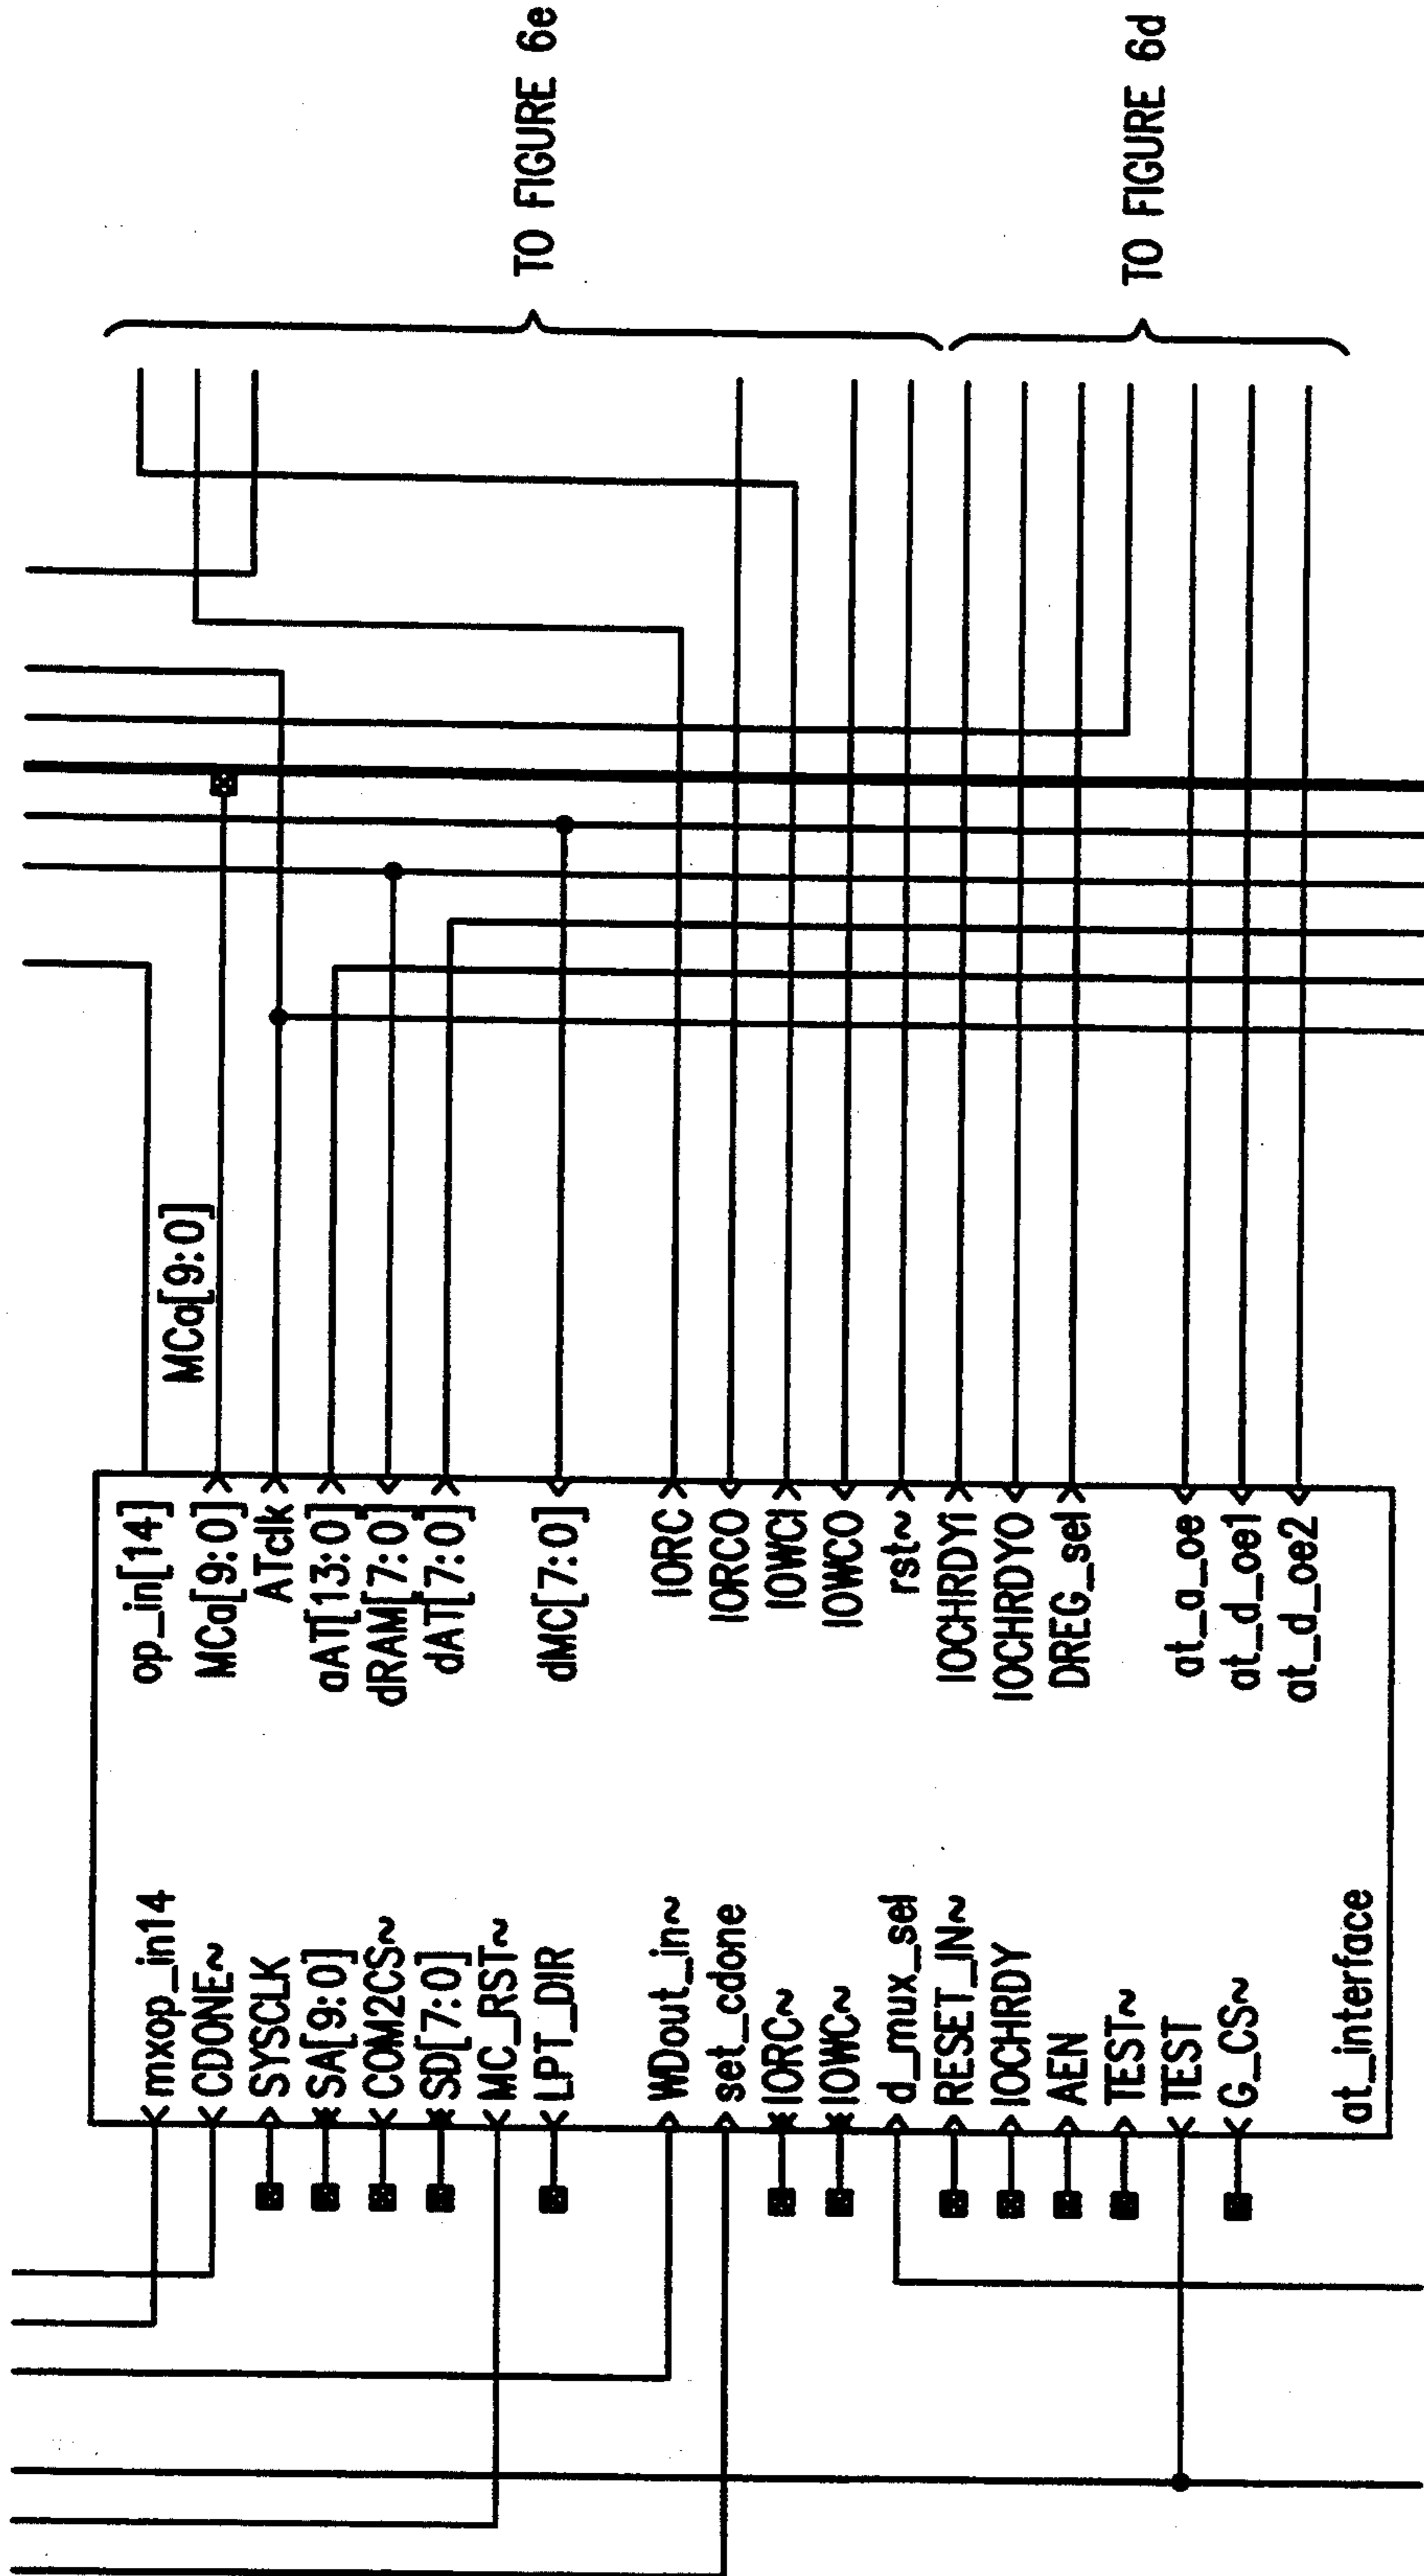 mxop_in14
CDONE~
SYSCLK
SA[9:0]
COM2CS~
SD[7:0]
MC_RST~
LPT_DIR
WDout_in~
set_cdone
IORC~
IOWC~
d_mux_sel
RESET_IN~
IOCHRDY
AEN
TEST~
TEST
G_CS~
at_interface
op_in[14]
MCa[9:0]
ATclk
aAT[13:0]
dRAM[7:0]
dAT[7:0]
dMC[7:0]
IORC
IORCO
IOWCi
IOWCO
rst~
IOCHRDYi
IOCHRDYO
DREG_sel
at_a_oe
at_d_oe1
at_d_oe2
MCa[9:0]
TO FIGURE 6e
TO FIGURE 6d